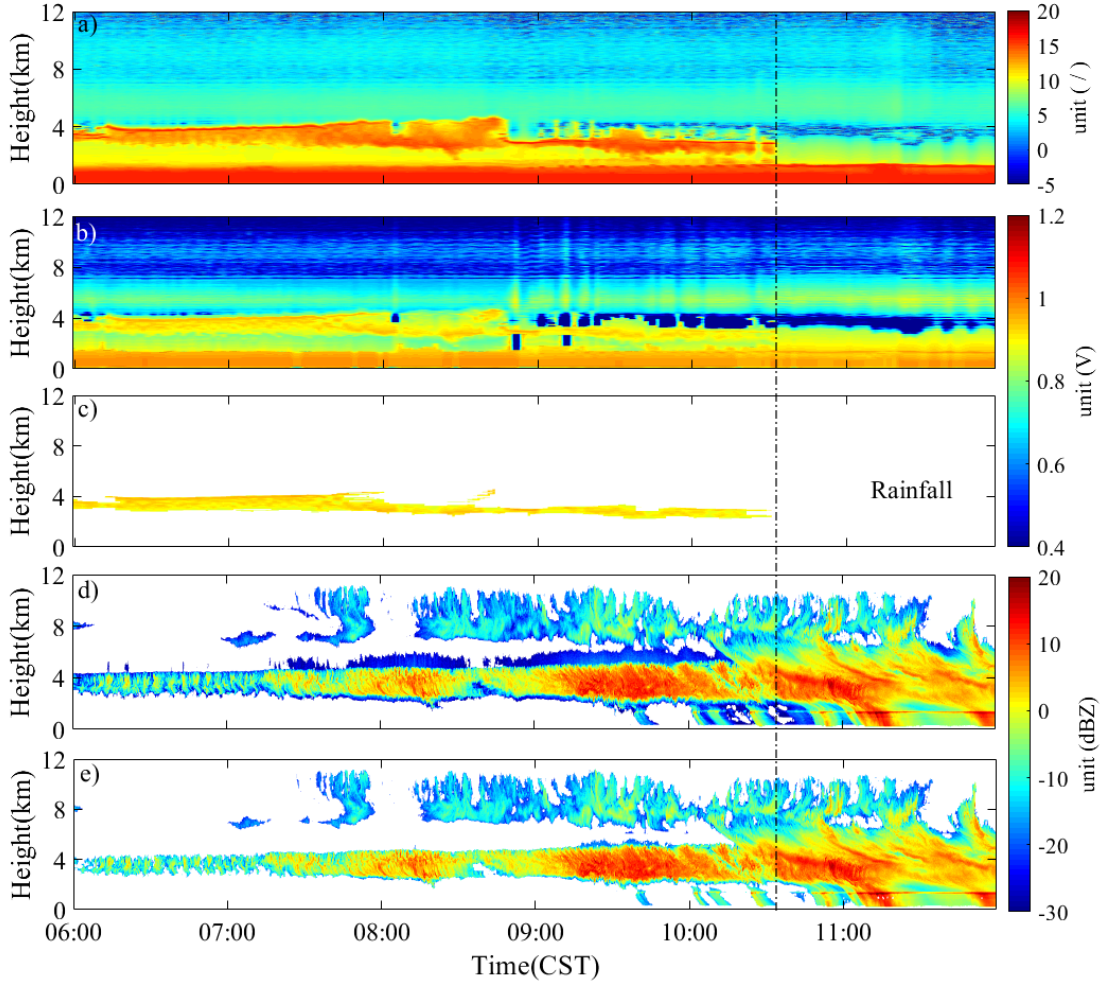 a)
12
8
4
0
Height(km)
20
15
10
5
0
-5
unit ( / )
b)
12
8
4
0
Height(km)
1.2
1
0.8
0.6
0.4
unit (V)
c)
12
8
4
0
Height(km)
Rainfall
d)
12
8
4
0
Height(km)
20
10
0
-10
-20
-30
unit (dBZ)
e)
12
8
4
0
Height(km)
06:00 07:00 08:00 09:00 10:00 11:00
Time(CST)